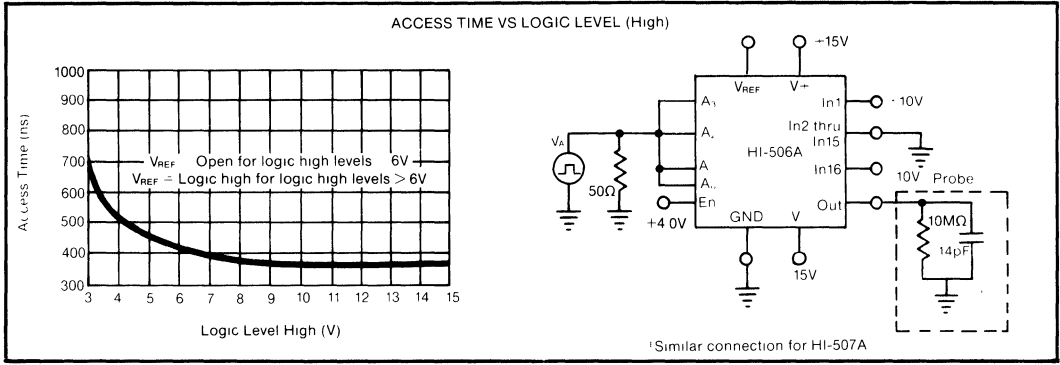 ACCESS TIME VS LOGIC LEVEL (High)
Access Time (ns)
1000
900
800
700
600
500
400
300
VREF Open for logic high levels 6V
VREF = Logic high for logic high levels > 6V
3 4 5 6 7 8 9 10 11 12 13 14 15
Logic Level High (V)
+15V
VREF V+
A3
A
A
A
En
In1
In2 thru
In15
HI-506A
In16
Out
GND V
VA
50Ω
+4.0V
10V
10V
15V
Probe
10MΩ
14pF
Similar connection for HI-507A